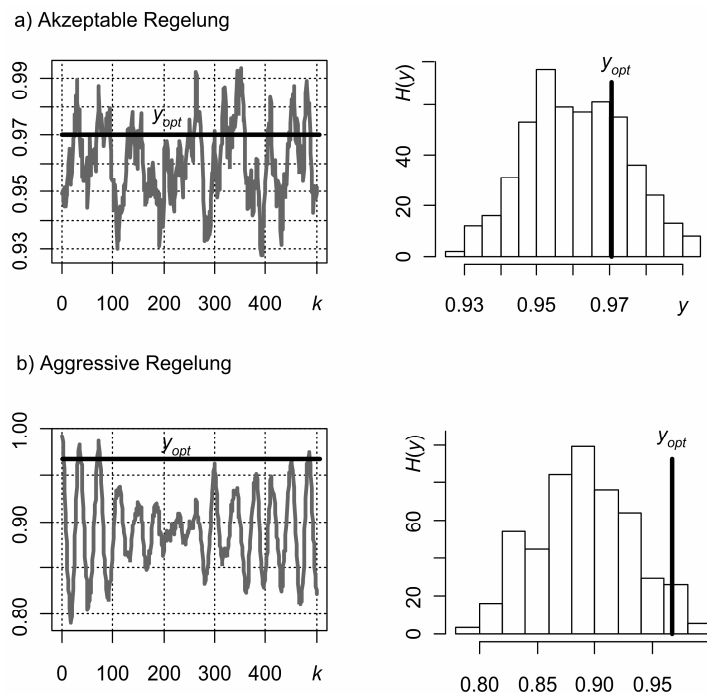 a) Akzeptable Regelung
0.99
0.97
0.95
0.93
yopt
0 100 200 300 400 k
H(y)
40
20
0
yopt
0.93 0.95 0.97 y
b) Aggressive Regelung
1.00
0.90
0.80
yopt
0 100 200 300 400 k
H(y)
60
20
0
yopt
0.80 0.85 0.90 0.95